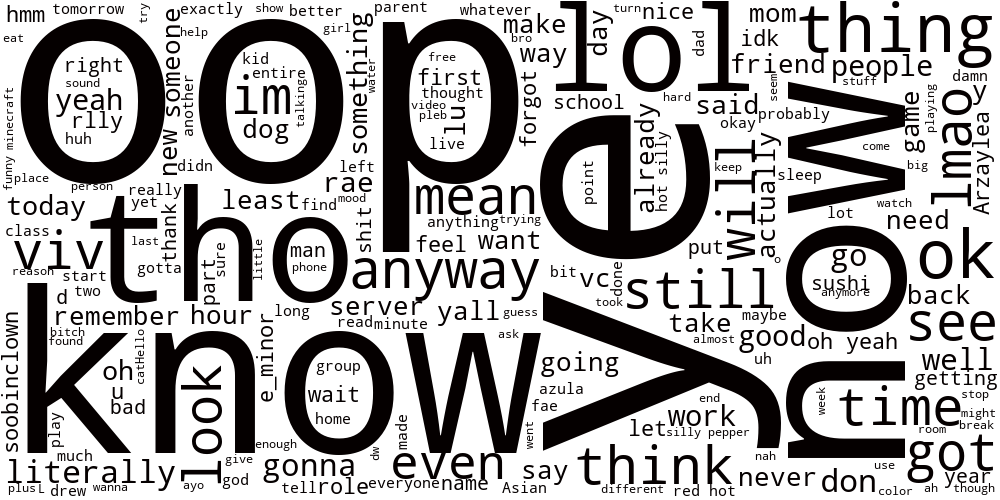 hmm
tomorrow
try
exactly
show
better
girl
parent
whatever
turn
nice
mom
thing
eat
oop
help
something
make
day
lol
dad
idk
bro
way
friend
people
damn
right
sound
yeah
rlly
huh
new someone
another
kid
entire
im
dog
talking
water
free
first
thought
video
pleb
lul
live
forgot
school
hard
said
okay
seem
stuff
probably
y
game
playing
lmao
Arzaylea
funny
minecraft
place
person
didn
left
ye
point
already
hot silly
will
keep
actually
now
come
big
really
yet
rae
mood
mean
anything
trying
sleep
lot
watch
need
today
class
viv
tho
thank
least
find
shit
feel
want
put
o
ok
last
reason
start
gotta
part
sure
little
man
phone
anyway
bit
vc
done
took
still
go
sushi
anymore
back
two
d
remember
hour
long
server
read
minute
yall
guess
take
maybe
almost
good
oh yeah
see
soobinclown
know
bitch
found
oh
u
bad
catHello
look
e_minor
group
wait
home
ask
going
azula
fae
uh
well
getting
stop
week
time
might
break
play
much
literally
enough
give
god
gonna
dw
made
even
went
end
work
let
silly pepper
think
nah
never
room
got
plus
L
drew
wanna
ayo
tell
role
everyone
name
Asian
say
different
red hot
don
use
color
year
ah
though